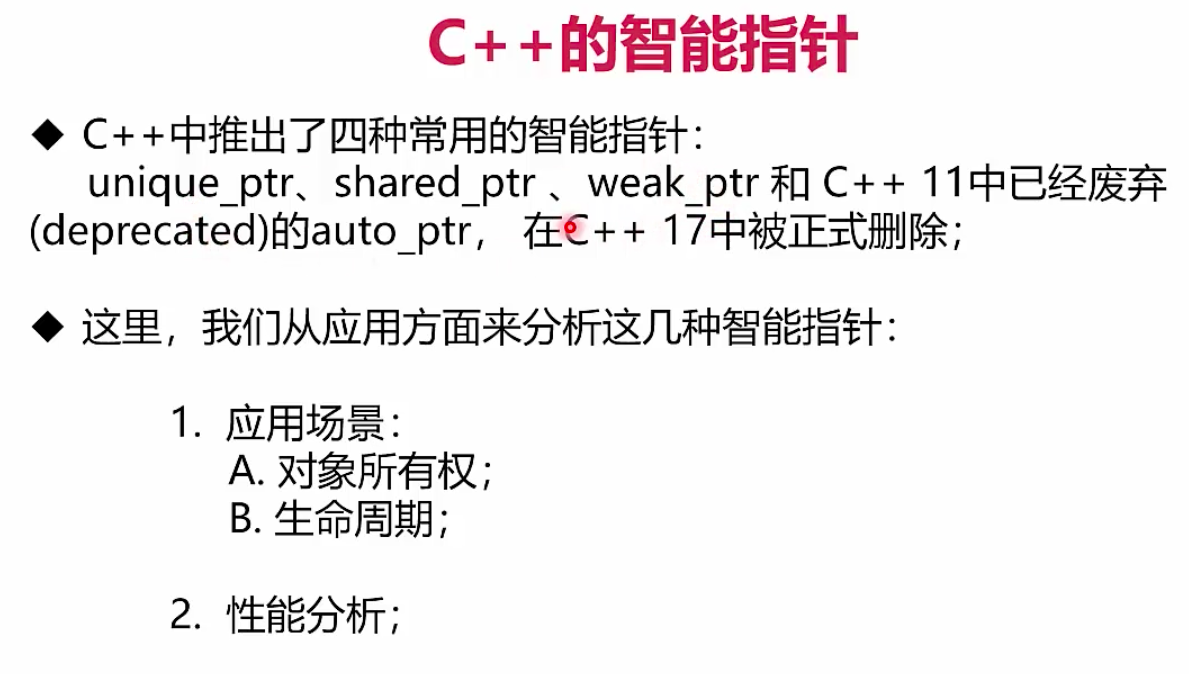 C++的智能指针
◆ C++中推出了四种常用的智能指针：
unique_ptr、shared_ptr 、weak_ptr 和 C++ 11中已经废弃
(deprecated)的auto_ptr， 在C++ 17中被正式删除；
◆ 这里，我们从应用方面来分析这几种智能指针：
1. 应用场景：
A. 对象所有权；
B. 生命周期；
2. 性能分析；